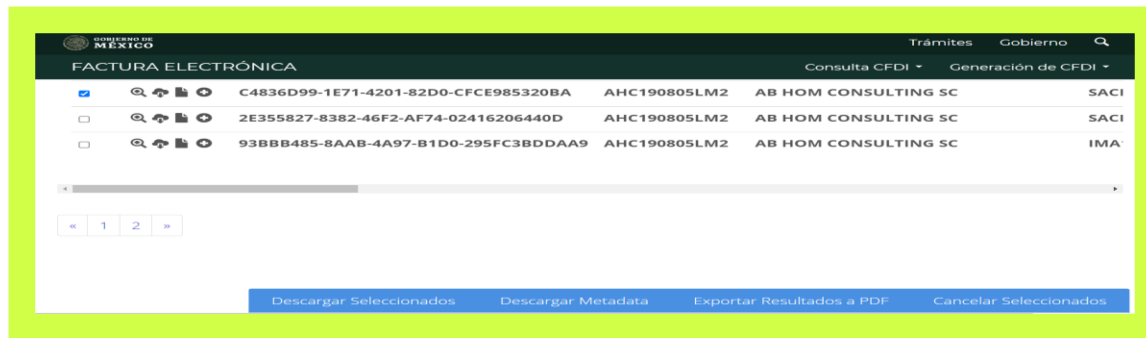 GOBIERNO DE
MÉXICO
Trámites Gobierno
FACTURA ELECTRÓNICA Consulta CFDI Generación de CFDI
C4836D99-1E71-4201-82D0-CFCE985320BA AHC190805LM2 AB HOM CONSULTING SC SACI
2E355827-8382-46F2-AF74-02416206440D AHC190805LM2 AB HOM CONSULTING SC SACI
93BBB485-8AAB-4A97-B1D0-295FC3BDDAA9 AHC190805LM2 AB HOM CONSULTING SC IMA
« 1 2 »
Descargar Seleccionados Descargar Metadata Exportar Resultados a PDF Cancelar Seleccionados